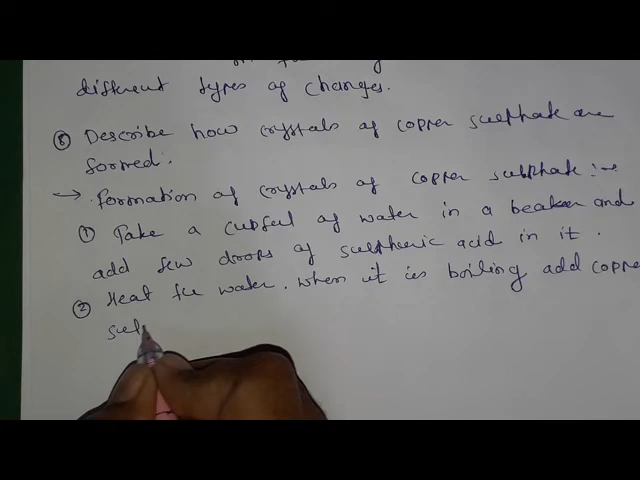 different types of changes.
⑧ Describe how crystals of copper sulphate are
formed.
→ Formation of crystals of copper sulphate :→
① Take a cupful of water in a beaker and
add few drops of sulphuric acid in it.
② Heat the water. When it is boiling add coppe
sul